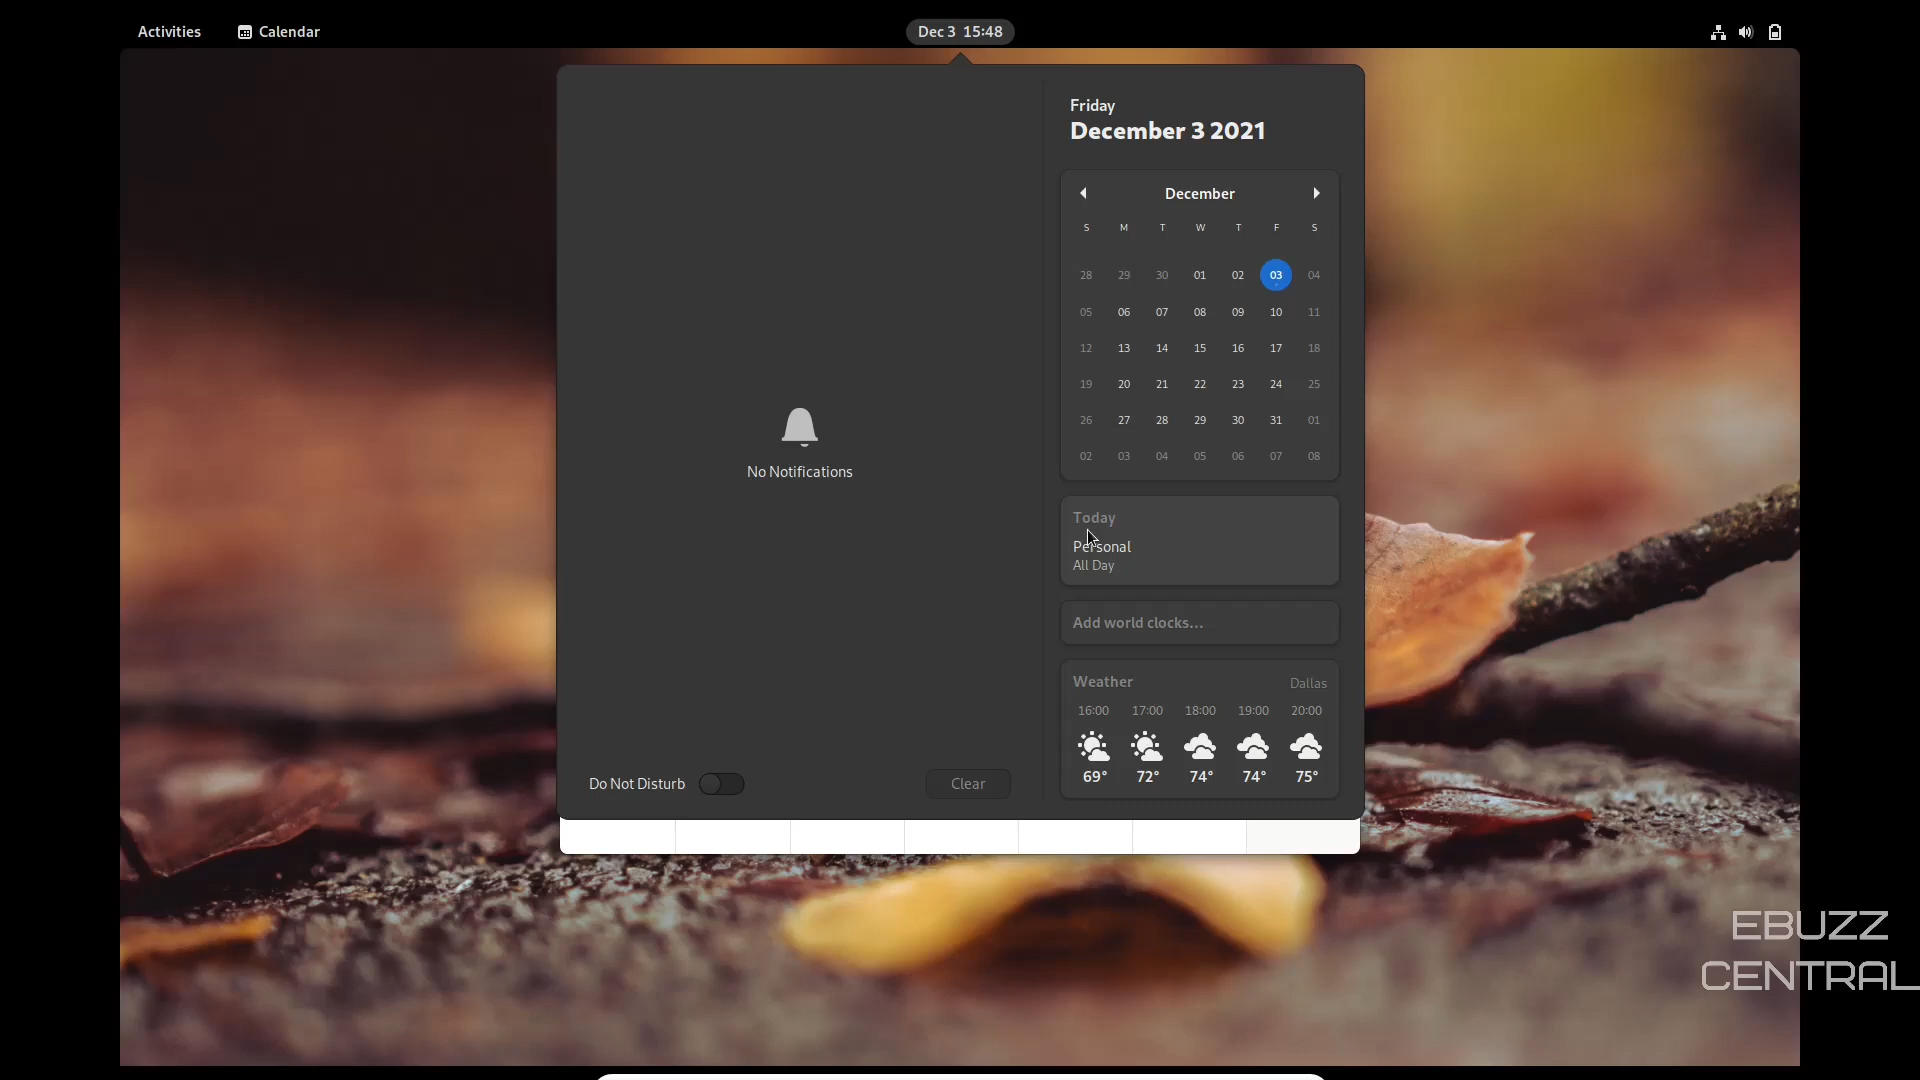 Activities
Calendar
Dec 3 15:48
Friday
December 3 2021
December
S M T W T F S
28 29 30 01 02 03 04
05 06 07 08 09 10 11
12 13 14 15 16 17 18
19 20 21 22 23 24 25
26 27 28 29 30 31 01
02 03 04 05 06 07 08
No Notifications
Today
Personal
All Day
Add world clocks...
Weather Dallas
16:00 17:00 18:00 19:00 20:00
69° 72° 74° 74° 75°
Do Not Disturb
Clear
EBUZZ
CENTRAL